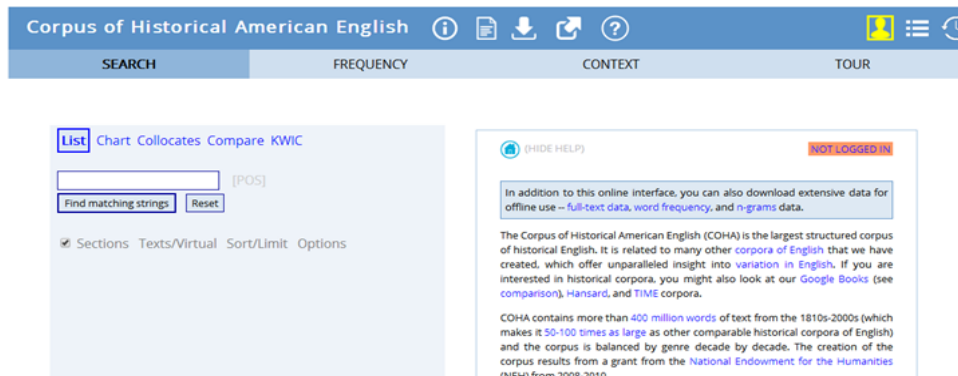 Corpus of Historical American English
SEARCH FREQUENCY CONTEXT TOUR
List Chart Collocates Compare KWIC
[POS]
Find matching strings Reset
Sections Texts/Virtual Sort/Limit Options
(HIDE HELP) NOT LOGGED IN
In addition to this online interface, you can also download extensive data for
offline use -- full-text data, word frequency, and n-grams data.
The Corpus of Historical American English (COHA) is the largest structured corpus
of historical English. It is related to many other corpora of English that we have
created, which offer unparalleled insight into variation in English. If you are
interested in historical corpora, you might also look at our Google Books (see
comparison), Hansard, and TIME corpora.
COHA contains more than 400 million words of text from the 1810s-2000s (which
makes it 50-100 times as large as other comparable historical corpora of English)
and the corpus is balanced by genre decade by decade. The creation of the
corpus results from a grant from the National Endowment for the Humanities
(NEH) from 2008-2010.